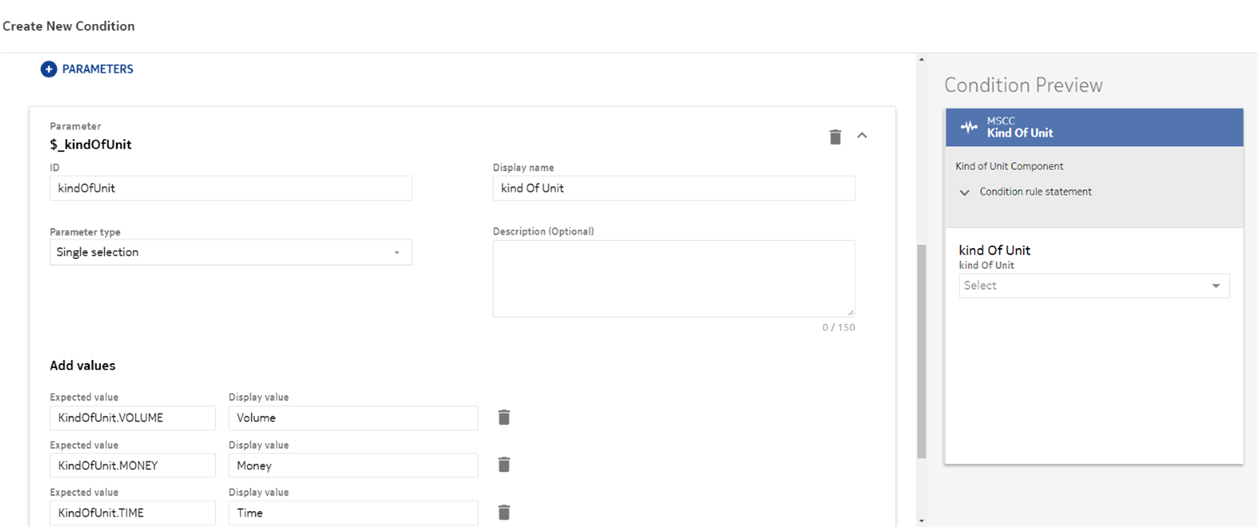 Create New Condition
PARAMETERS
Parameter
$_kindOfUnit
ID
kindOfUnit
Display name
kind Of Unit
Parameter type
Single selection
Description (Optional)
0 / 150
Add values
Expected value
Display value
KindOfUnit.VOLUME
Volume
Expected value
Display value
KindOfUnit.MONEY
Money
Expected value
Display value
KindOfUnit.TIME
Time
Condition Preview
MSCC
Kind Of Unit
Kind of Unit Component
Condition rule statement
kind Of Unit
kind Of Unit
Select